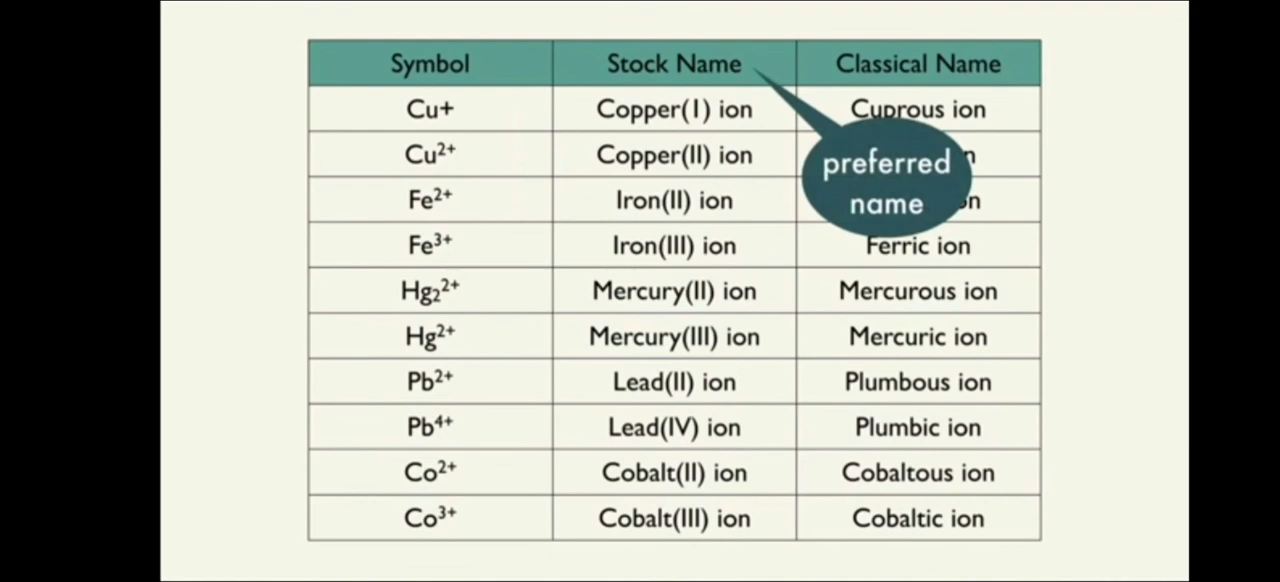 Symbol Stock Name Classical Name
Cu+ Copper(I) ion Cuprous ion
Cu²⁺ Copper(II) ion
preferred
name
Fe²⁺ Iron(II) ion
Fe³⁺ Iron(III) ion Ferric ion
Hg₂²⁺ Mercury(II) ion Mercurous ion
Hg²⁺ Mercury(III) ion Mercuric ion
Pb²⁺ Lead(II) ion Plumbous ion
Pb⁴⁺ Lead(IV) ion Plumbic ion
Co²⁺ Cobalt(II) ion Cobaltous ion
Co³⁺ Cobalt(III) ion Cobaltic ion